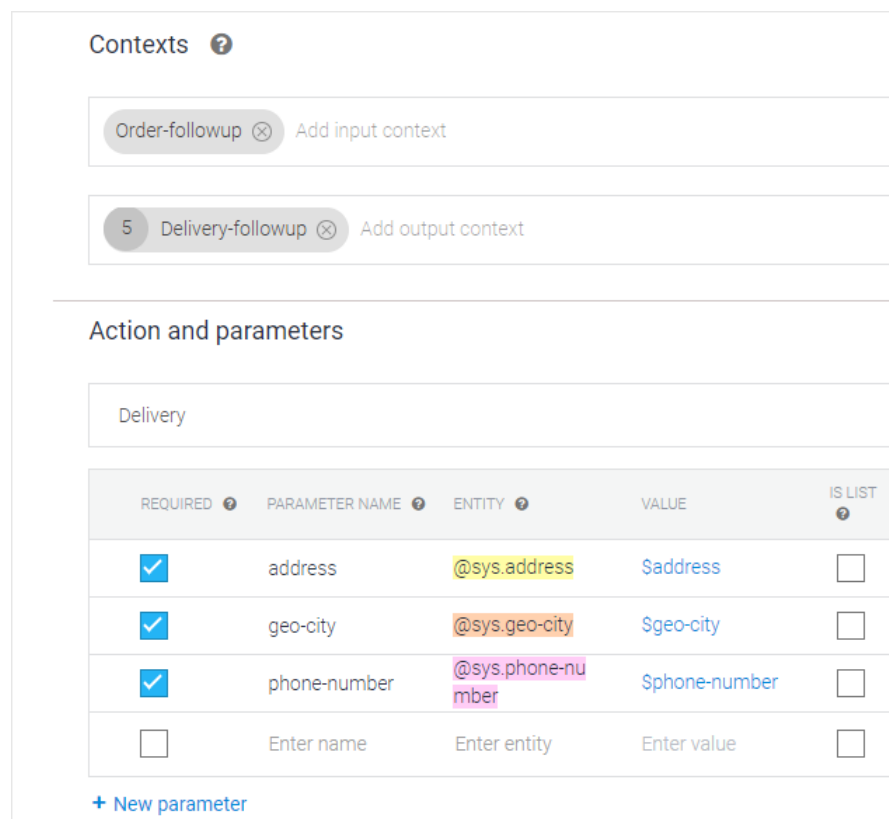 Contexts
Order-followup Add input context
5 Delivery-followup Add output context
Action and parameters
Delivery
REQUIRED PARAMETER NAME ENTITY VALUE IS LIST
address @sys.address $address
geo-city @sys.geo-city $geo-city
phone-number @sys.phone-nu
mber $phone-number
Enter name Enter entity Enter value
+ New parameter